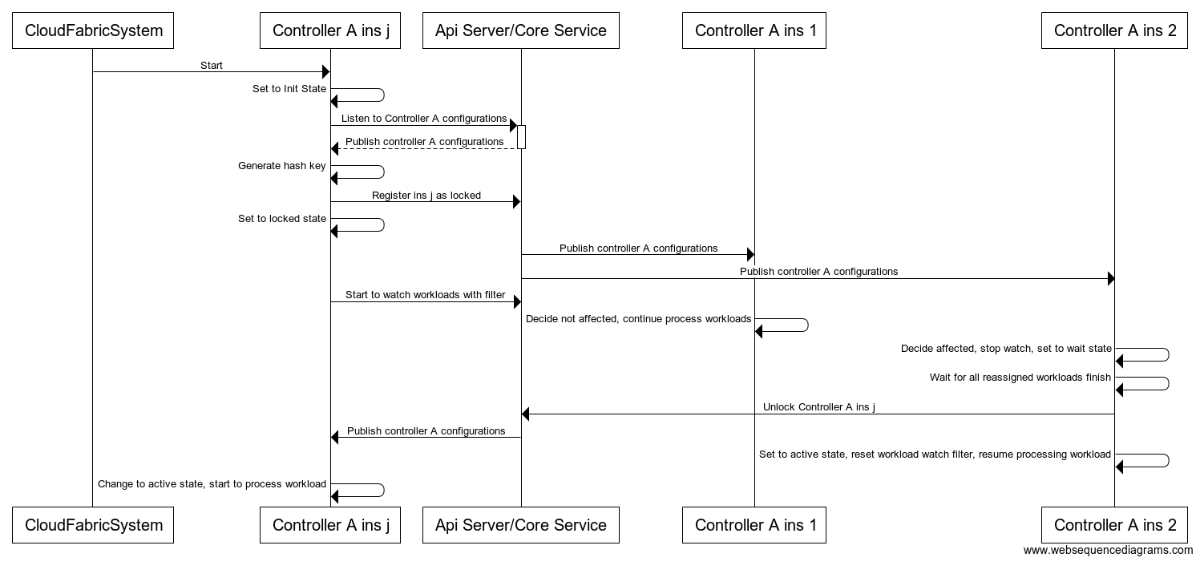 CloudFabricSystem
Controller A ins j
Api Server/Core Service
Controller A ins 1
Controller A ins 2
Start
Set to Init State
Listen to Controller A configurations
Publish controller A configurations
Generate hash key
Register ins j as locked
Set to locked state
Publish controller A configurations
Publish controller A configurations
Start to watch workloads with filter
Decide not affected, continue process workloads
Decide affected, stop watch, set to wait state
Wait for all reassigned workloads finish
Unlock Controller A ins j
Publish controller A configurations
Set to active state, reset workload watch filter, resume processing workload
Change to active state, start to process workload
CloudFabricSystem
Controller A ins j
Api Server/Core Service
Controller A ins 1
Controller A ins 2
www.websequencediagrams.com